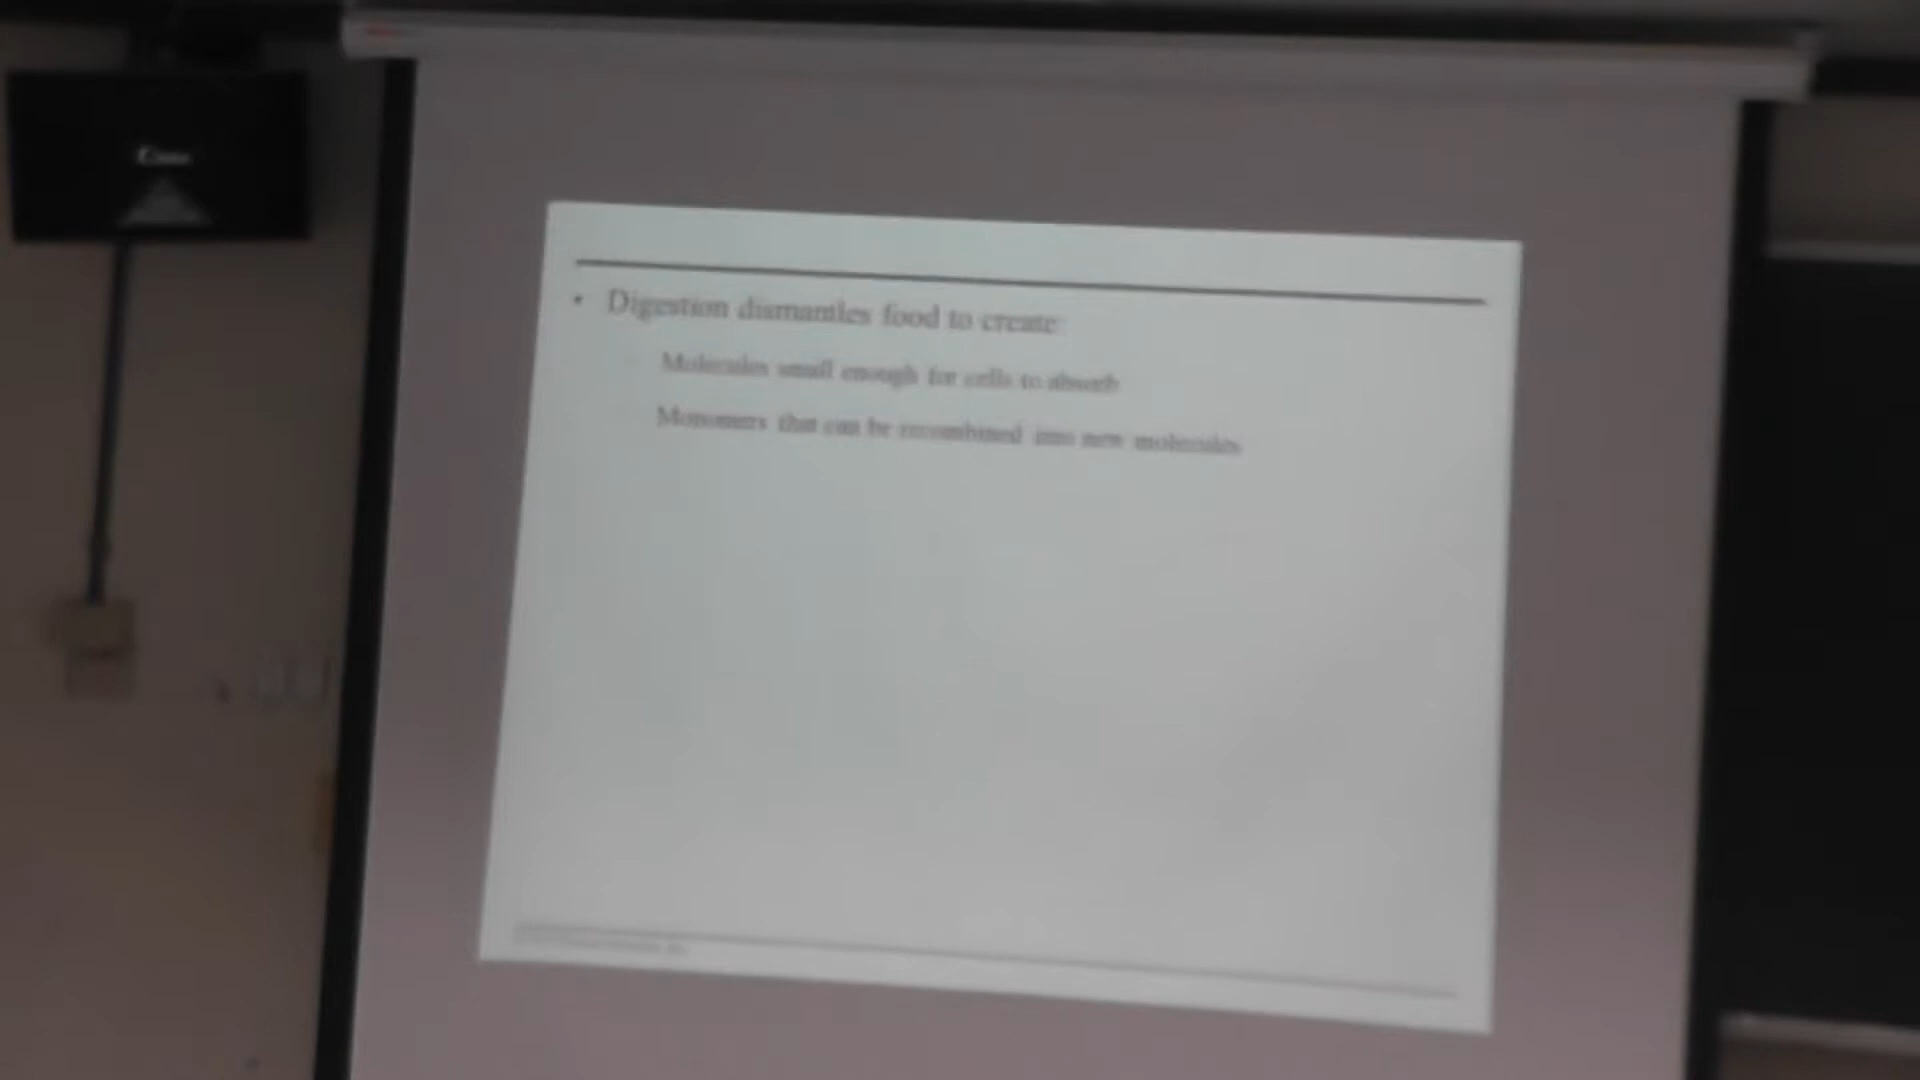 • Digestion dismantles food to create:
– Molecules small enough for cells to absorb
Monomers that can be recombined into new molecules